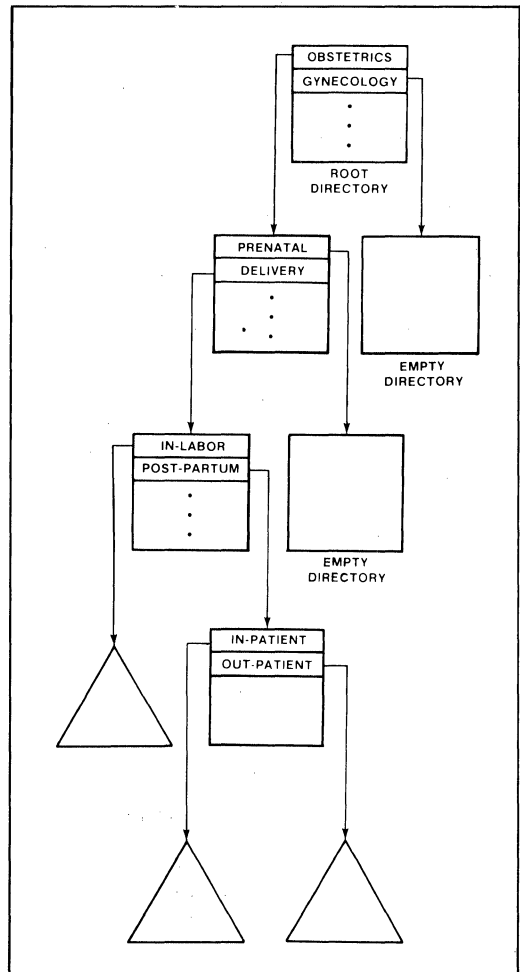 OBSTETRICS
GYNECOLOGY
ROOT
DIRECTORY
PRENATAL
DELIVERY
EMPTY
DIRECTORY
IN-LABOR
POST-PARTUM
EMPTY
DIRECTORY
IN-PATIENT
OUT-PATIENT